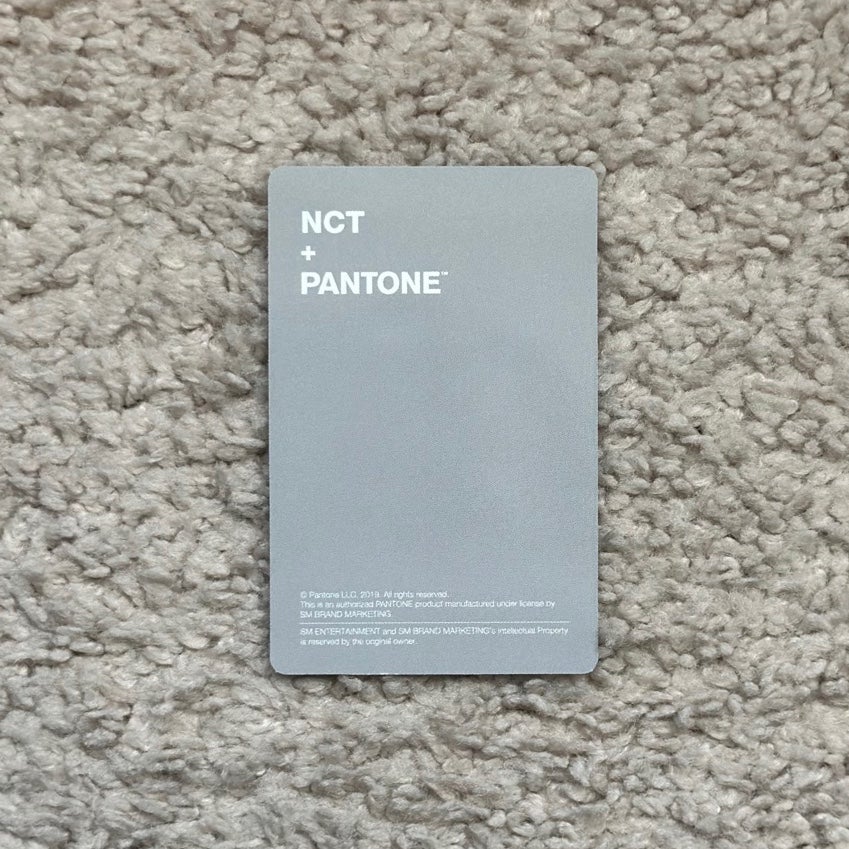 NCT
+
PANTONE™
© Pantone LLC, 2019. All rights reserved.
This is an authorized PANTONE product manufactured under license by
SM BRAND MARKETING.
SM ENTERTAINMENT and SM BRAND MARKETING's Intellectual Property
is reserved by the original owner.